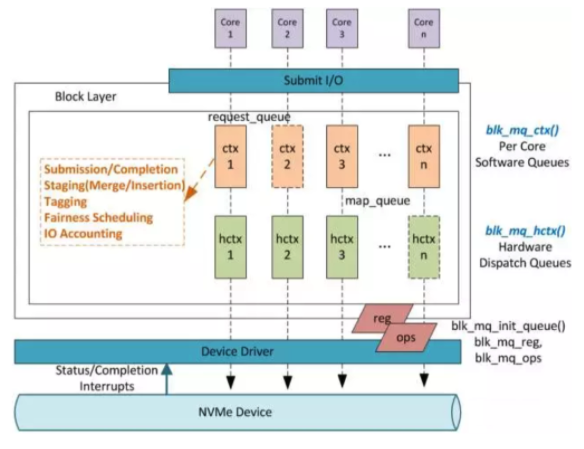 Core
1
Core
2
Core
3
Core
n
Submit I/O
Block Layer
request_queue
ctx
1
ctx
2
ctx
3
...
ctx
n
blk_mq_ctx()
Per Core
Software Queues
Submission/Completion
Staging(Merge/Insertion)
Tagging
Fairness Scheduling
IO Accounting
map_queue
hctx
1
hctx
2
hctx
3
...
hctx
n
blk_mq_hctx()
Hardware
Dispatch Queues
reg
ops
blk_mq_init_queue()
blk_mq_reg,
blk_mq_ops
Device Driver
Status/Completion
Interrupts
NVMe Device